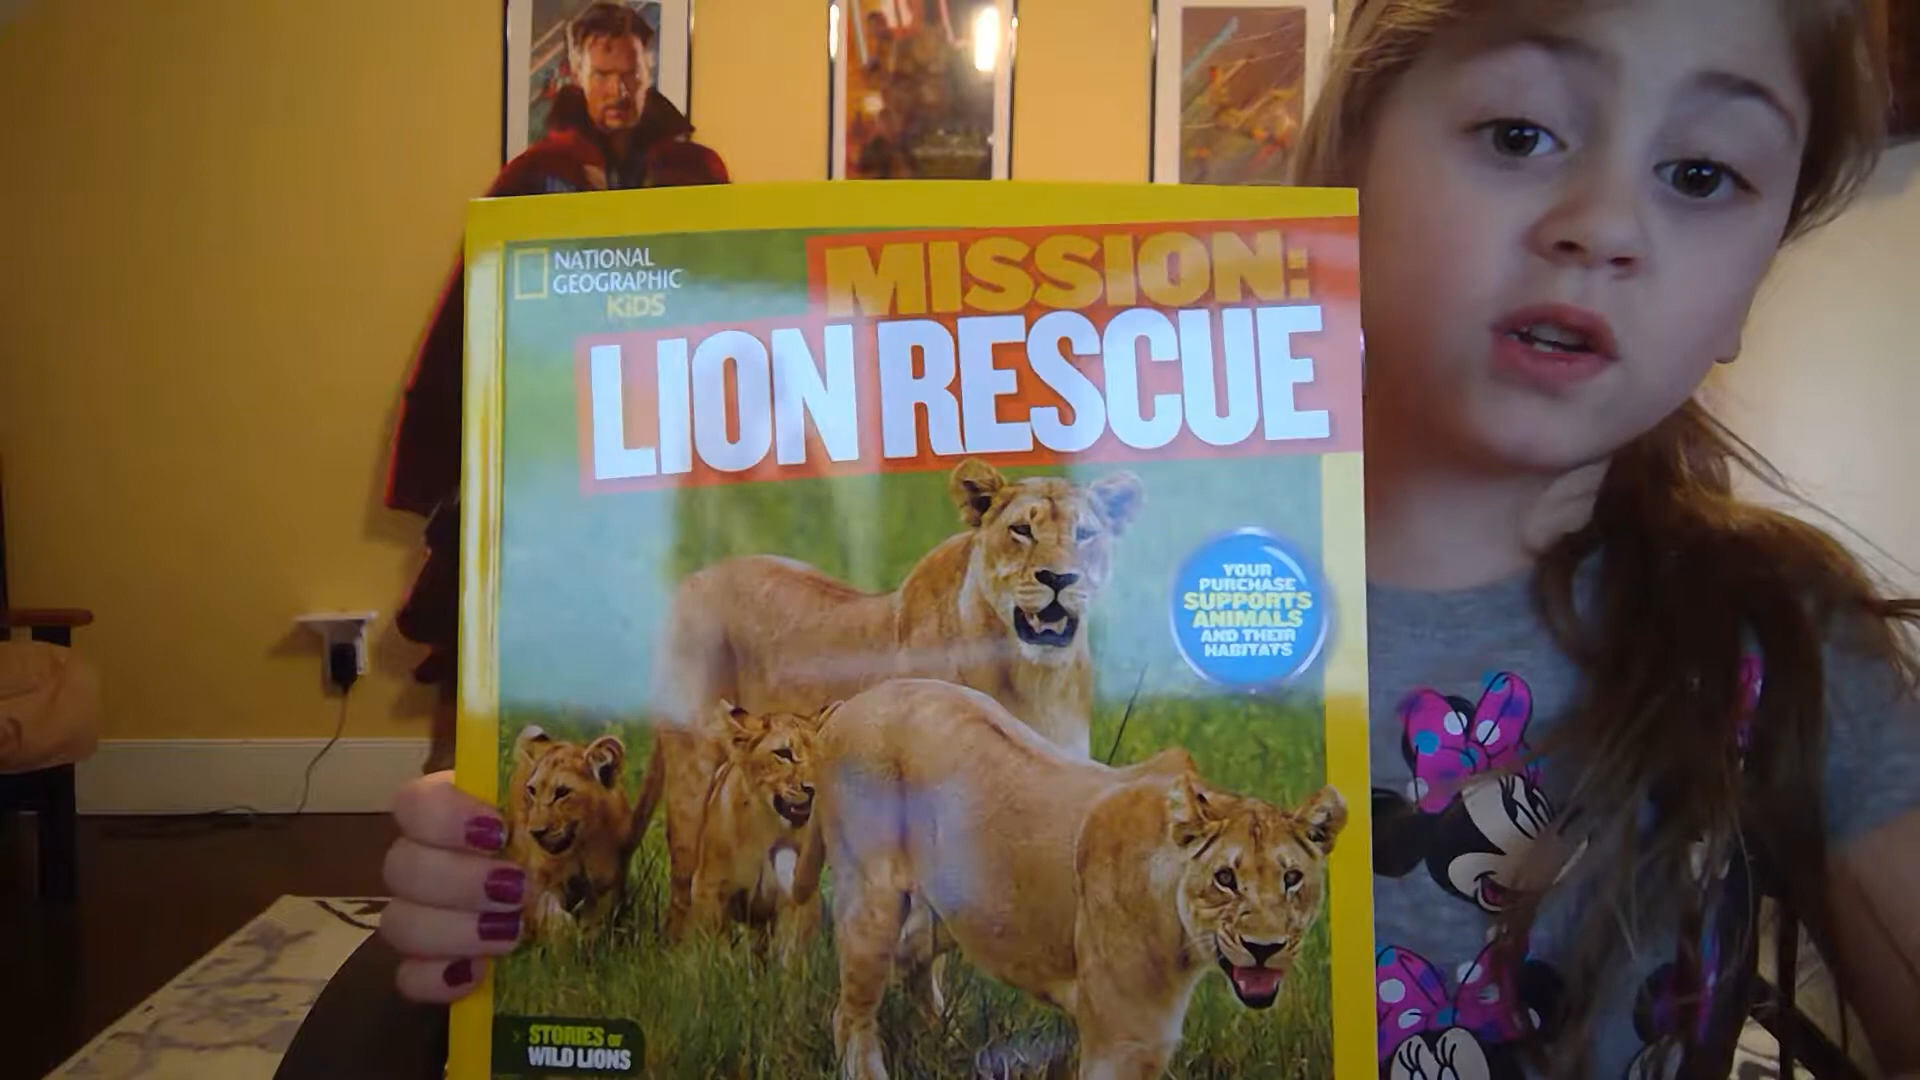 NATIONAL
GEOGRAPHIC
KiDS
MISSION:
LION RESCUE
YOUR
PURCHASE
SUPPORTS
ANIMALS
AND THEIR
HABITATS
STORIES OF
WILD LIONS